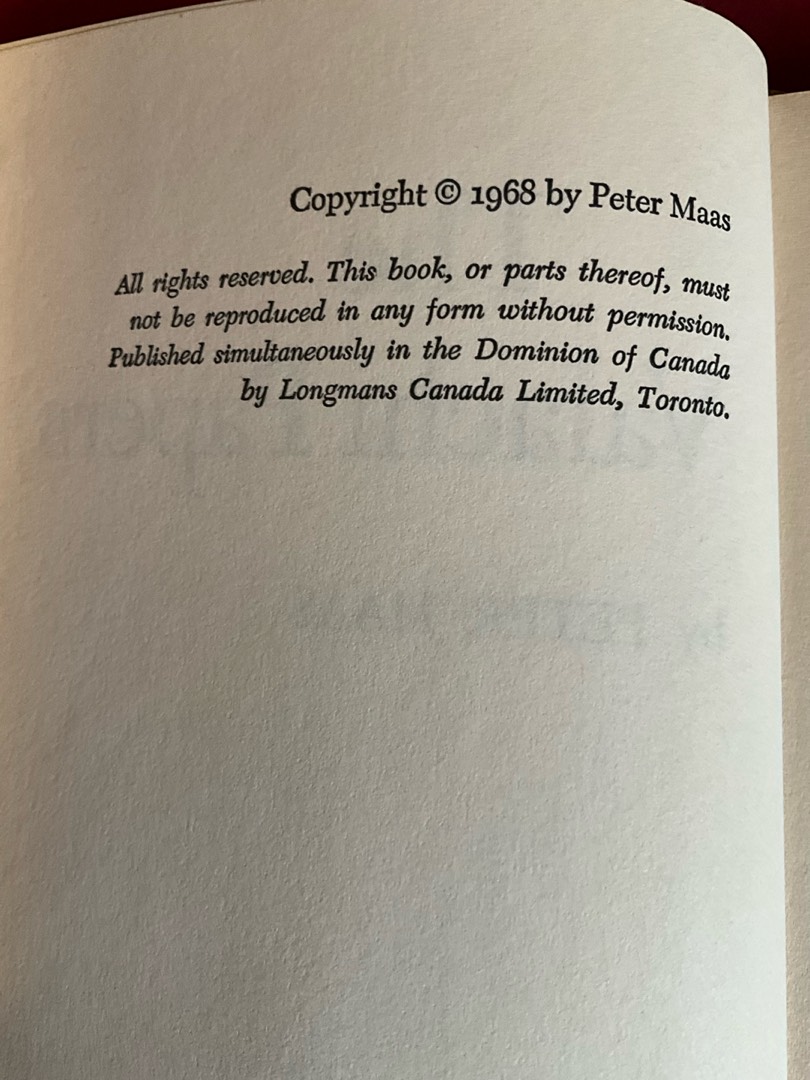 Copyright © 1968 by Peter Maas
All rights reserved. This book, or parts thereof, must
not be reproduced in any form without permission.
Published simultaneously in the Dominion of Canada
by Longmans Canada Limited, Toronto.